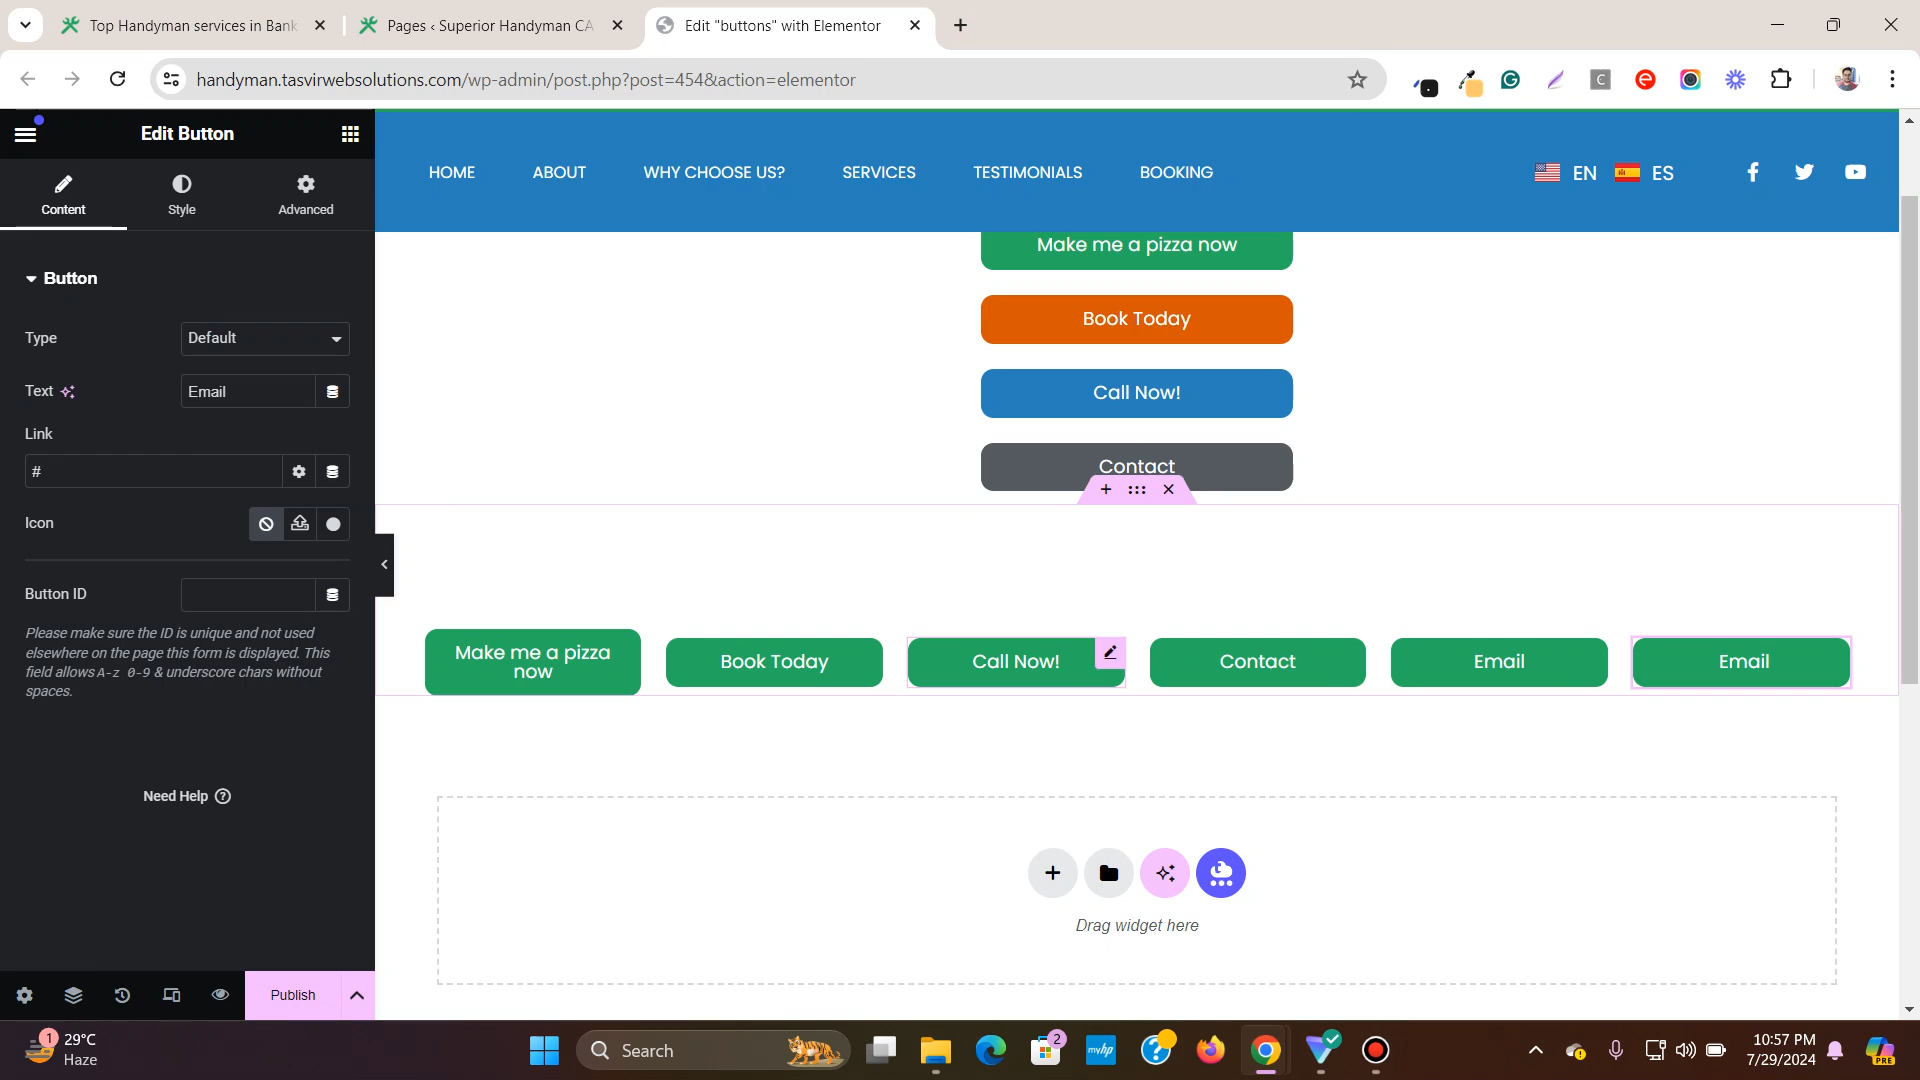 Top Handyman services in Bank
Pages ‹ Superior Handyman CA
Edit "buttons" with Elementor
handyman.tasvirwebsolutions.com/wp-admin/post.php?post=454&action=elementor
Edit Button
Content
Style
Advanced
Button
Type
Default
Text
Email
Link
#
Icon
Button ID
Please make sure the ID is unique and not used
elsewhere on the page this form is displayed. This
field allows A-z 0-9 & underscore chars without
spaces.
Need Help
Publish
HOME
ABOUT
WHY CHOOSE US?
SERVICES
TESTIMONIALS
BOOKING
EN
ES
Make me a pizza now
Book Today
Call Now!
Contact
Make me a pizza
now
Book Today
Call Now!
Contact
Email
Email
Drag widget here
1
29°C
Haze
Search
2
myhp
10:57 PM
7/29/2024
PRE